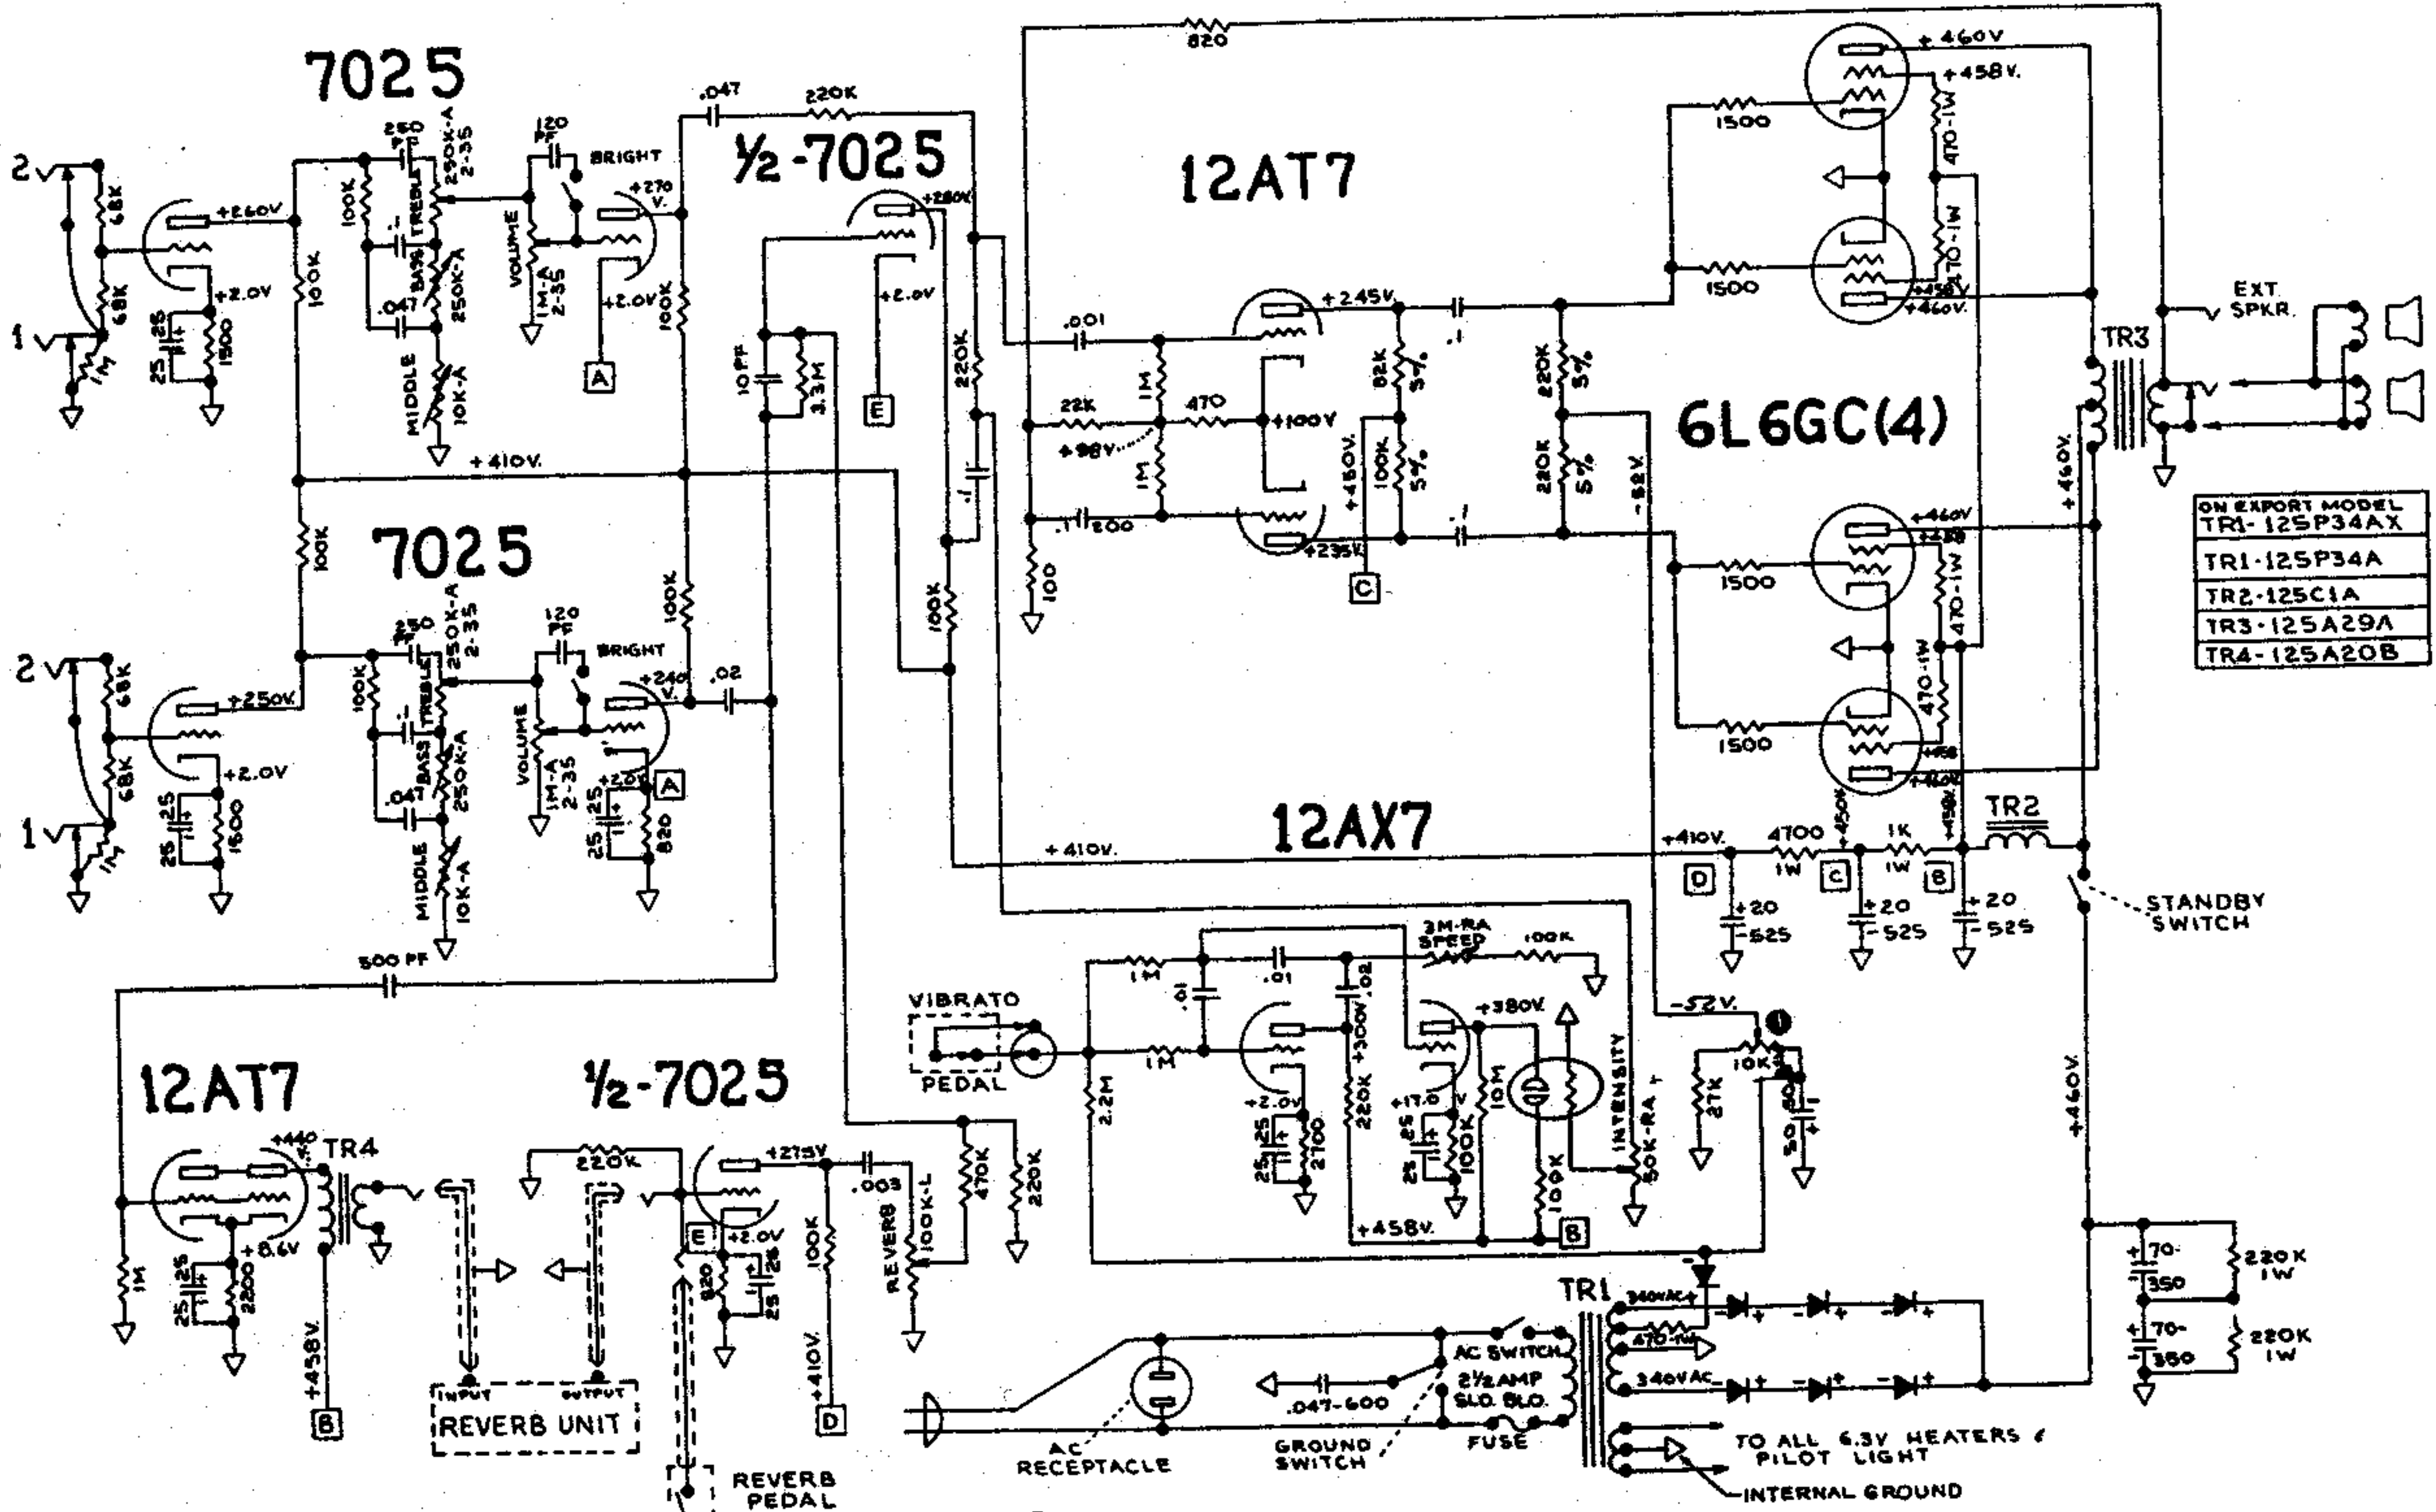 7025
2
68K
68K
1
1M
+260V
+2.0V
25 25
1500
100K
100K
250 PF
250K-A
2-35
TREBLE
.1
BASS
250K-A
.047
MIDDLE
10K-A
120 PF
BRIGHT
VOLUME
1M-A
2-35
+270 V.
+2.0V
A
100K
.047
220K
½-7025
+280V
+2.0V
E
10PF
3.3M
220K
.1
+410V.
100K
820
12AT7
.001
1M
22K
470
+98V
1M
.1 200
100
+245V
+100V
+235V
82K
5%
100K
5%
+450V.
C
.1
.1
220K
5%
220K
5%
-52V.
1500
1500
+460V
+458V.
470-1W
470-1W
+458V
+460V.
6L6GC(4)
1500
1500
+460V
+458
470-1W
470-1W
+458
+460V
TR3
EXT.
SPKR.
+460V.
ON EXPORT MODEL
TR1-125P34AX
TR1-125P34A
TR2-125C1A
TR3-125A29A
TR4-125A20B
7025
2
68K
68K
1
1M
+250V.
+2.0V
25 25
1500
100K
100K
250 PF
250K-A
2-35
TREBLE
.1
BASS
250K-A
.047
MIDDLE
10K-A
120 PF
BRIGHT
VOLUME
1M-A
2-35
+240 V.
+2.0V
A
25 25
820
100K
.02
500 PF
12AX7
+410V.
+410V.
D
4700
1W
+450V.
C
1K
1W
B
+458V.
TR2
+20
-525
+20
-525
+20
-525
STANDBY
SWITCH
VIBRATO
PEDAL
1M
1M
2.2M
.01
.01
.02
3M-RA
SPEED
100K
+300V
+380V.
+2.0V
25 25
2700
220K
+17.0 V
25 25
100K
10M
100K
INTENSITY
50K-RA
+458V.
B
-52V.
1
10K
27K
50 50
+460V.
12AT7
1M
+440 V.
TR4
+8.6V
25 25
2200
+458V.
B
½-7025
220K
+275V
E
+2.0V
820
25 25
.003
100K
+410V.
D
REVERB
100K-L
470K
220K
INPUT
OUTPUT
REVERB UNIT
REVERB
PEDAL
AC
RECEPTACLE
.047-600
GROUND
SWITCH
AC SWITCH
2½ AMP
SLO. BLO.
FUSE
TR1
340VAC
470-1W
340VAC
TO ALL 6.3V HEATERS &
PILOT LIGHT
INTERNAL GROUND
70-
350
70-
350
220K
1W
220K
1W